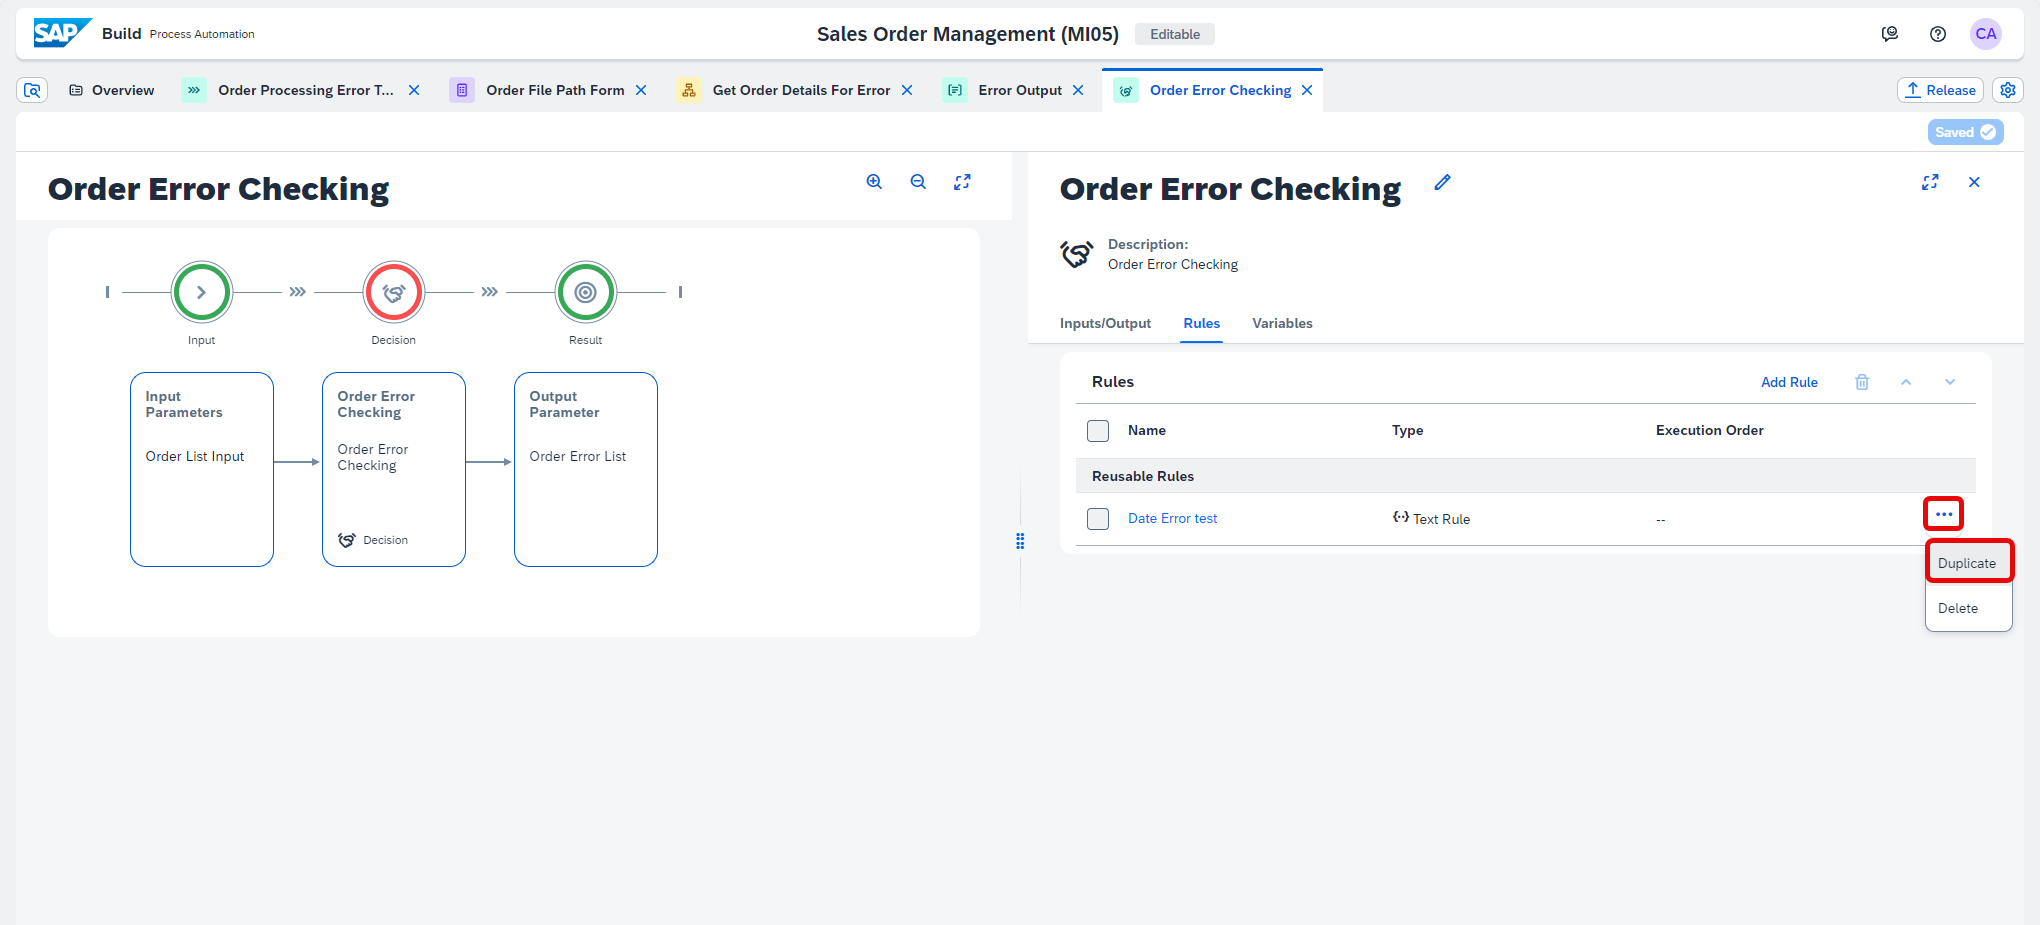 SAP Build Process Automation
Sales Order Management (MI05) Editable
CA
Overview
Order Processing Error T...
Order File Path Form
Get Order Details For Error
Error Output
Order Error Checking
Release
Saved
Order Error Checking
Input
Decision
Result
Input
Parameters
Order List Input
Order Error
Checking
Order Error
Checking
Decision
Output
Parameter
Order Error List
Order Error Checking
Description:
Order Error Checking
Inputs/Output Rules Variables
Rules
Add Rule
Name Type Execution Order
Reusable Rules
Date Error test Text Rule --
Duplicate
Delete